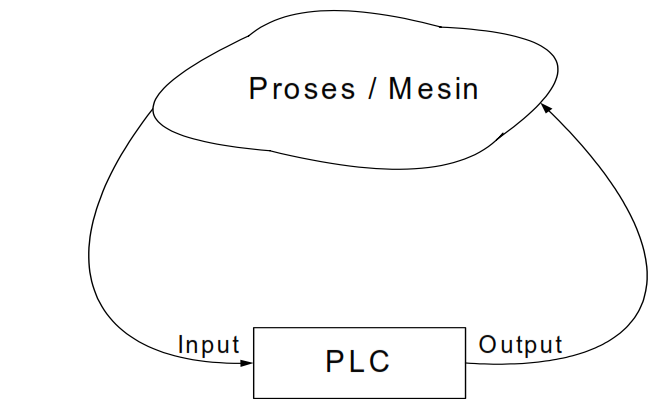 Proses / Mesin
Input
PLC
Output